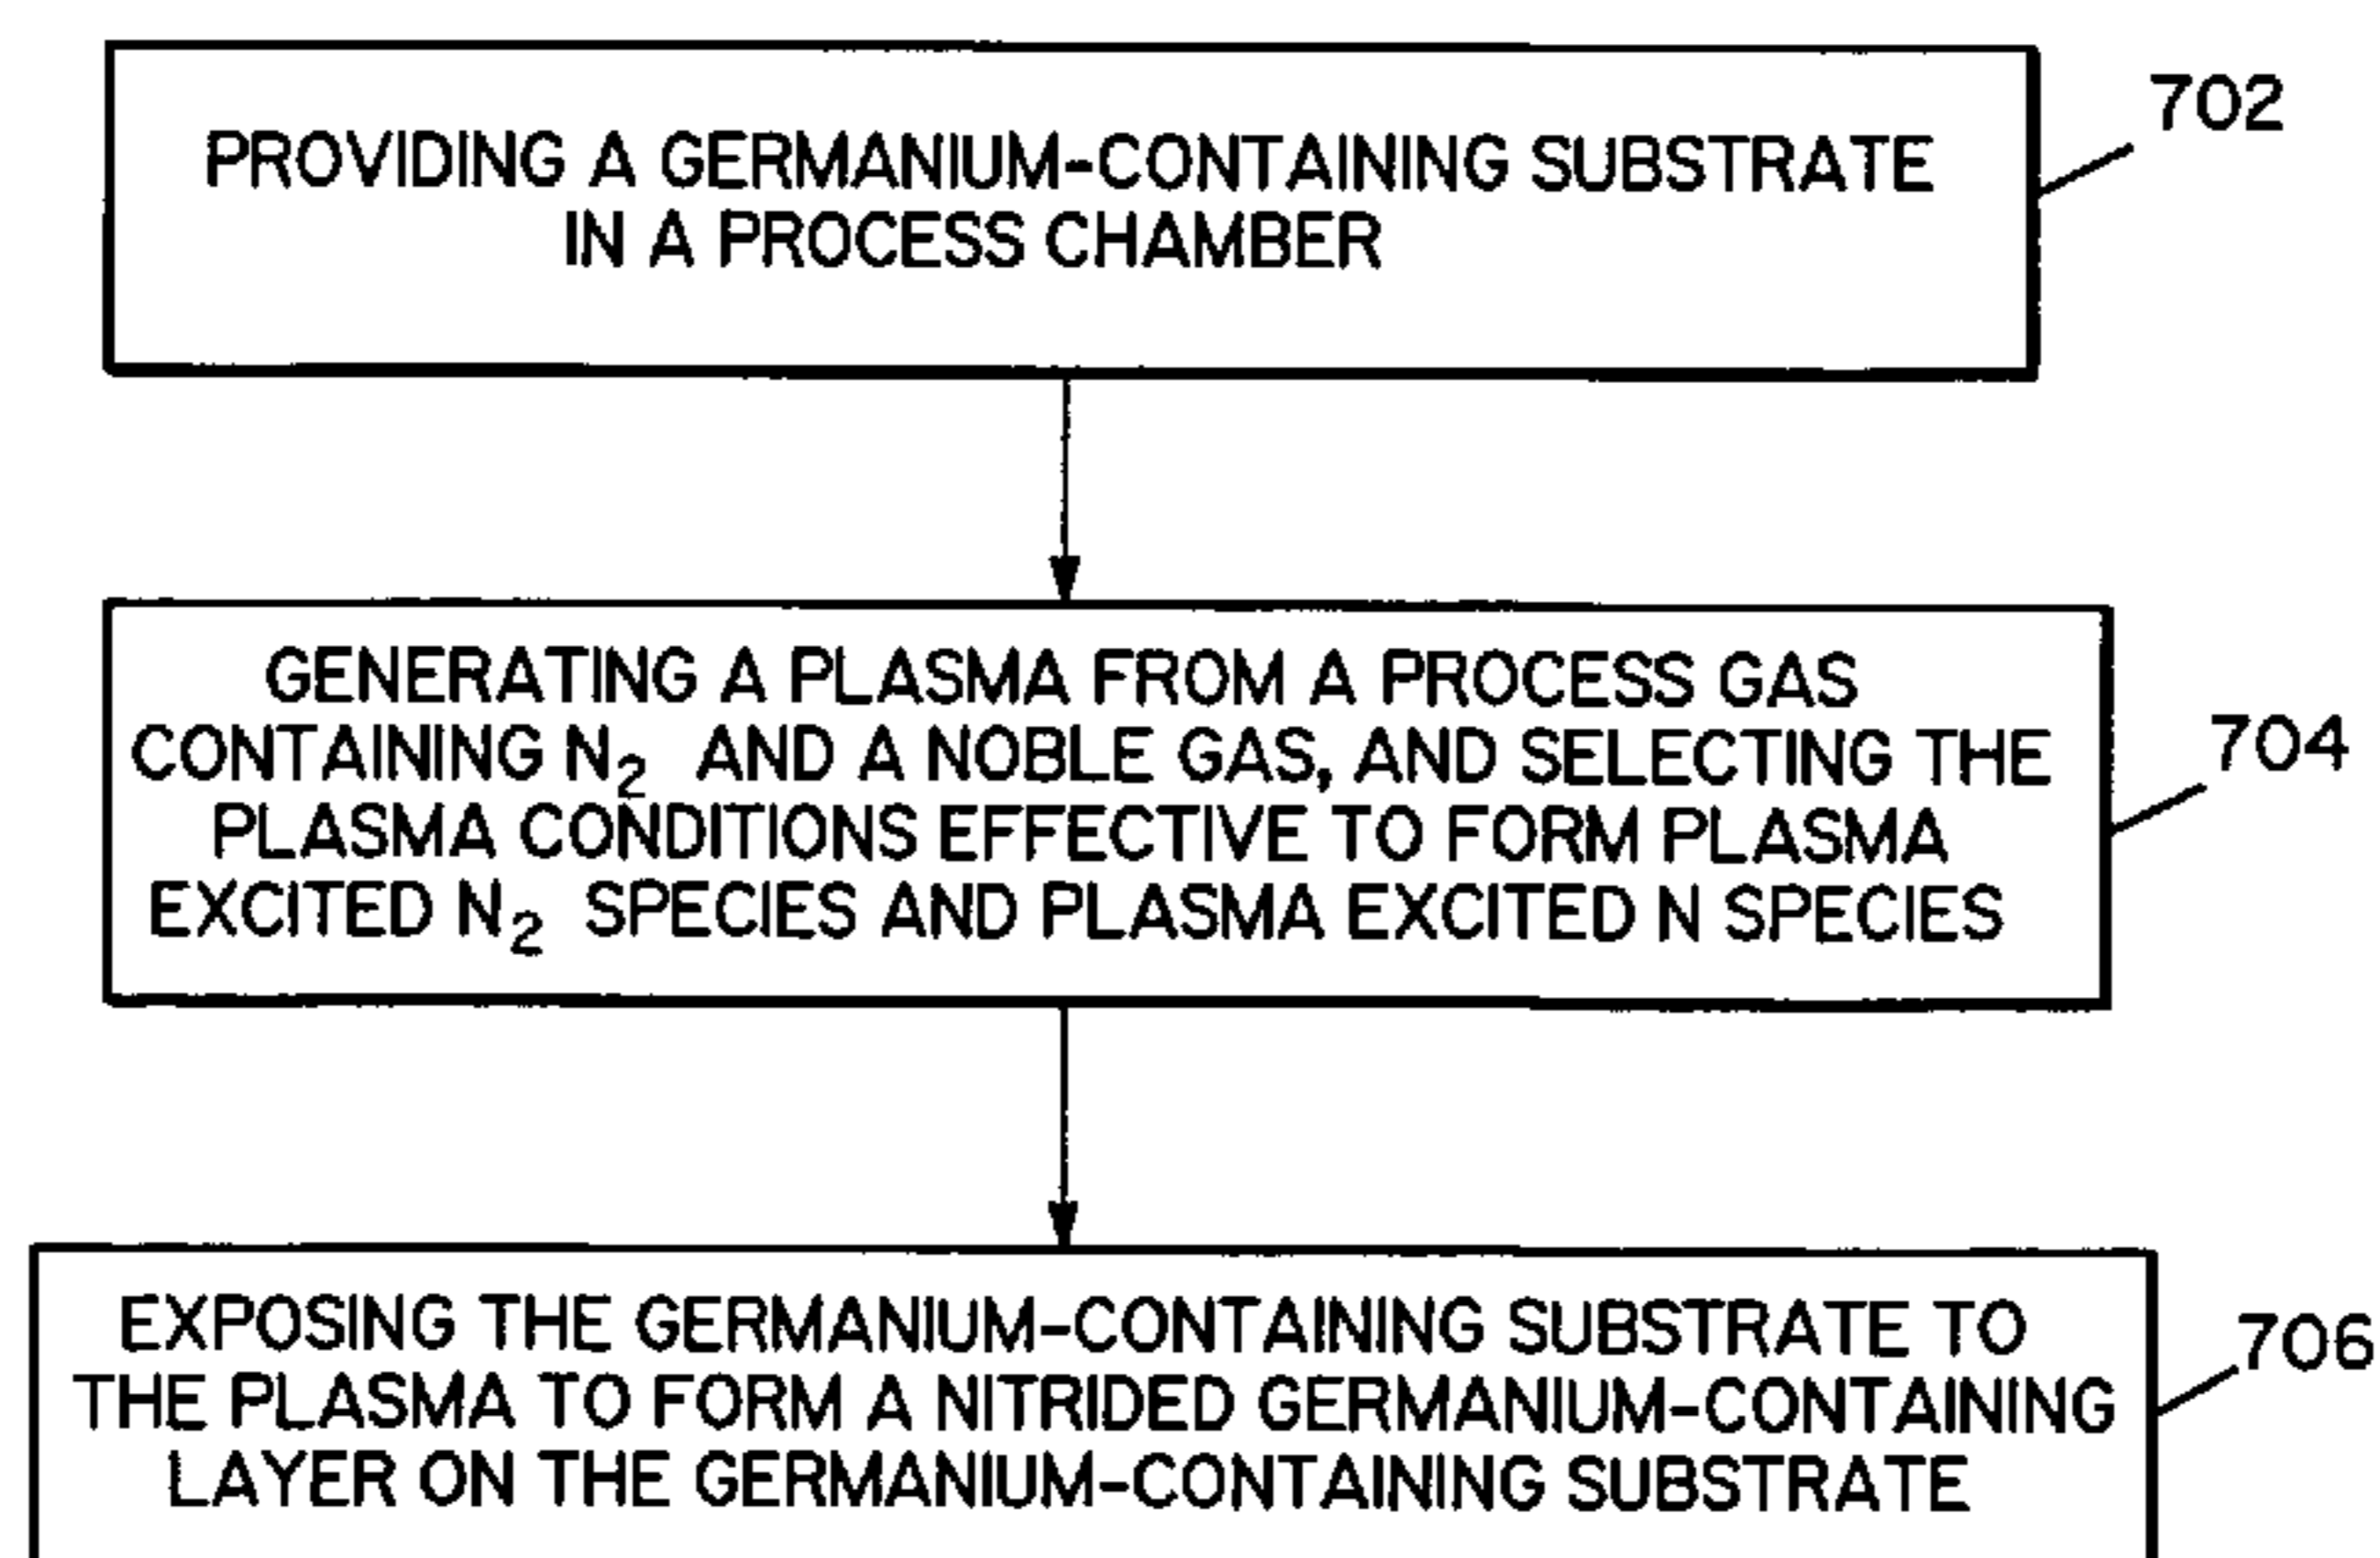 702
PROVIDING A GERMANIUM-CONTAINING SUBSTRATE
IN A PROCESS CHAMBER
GENERATING A PLASMA FROM A PROCESS GAS
CONTAINING N₂ AND A NOBLE GAS, AND SELECTING THE
704
PLASMA CONDITIONS EFFECTIVE TO FORM PLASMA
EXCITED N₂ SPECIES AND PLASMA EXCITED N SPECIES
EXPOSING THE GERMANIUM-CONTAINING SUBSTRATE TO
706
THE PLASMA TO FORM A NITRIDED GERMANIUM-CONTAINING
LAYER ON THE GERMANIUM-CONTAINING SUBSTRATE